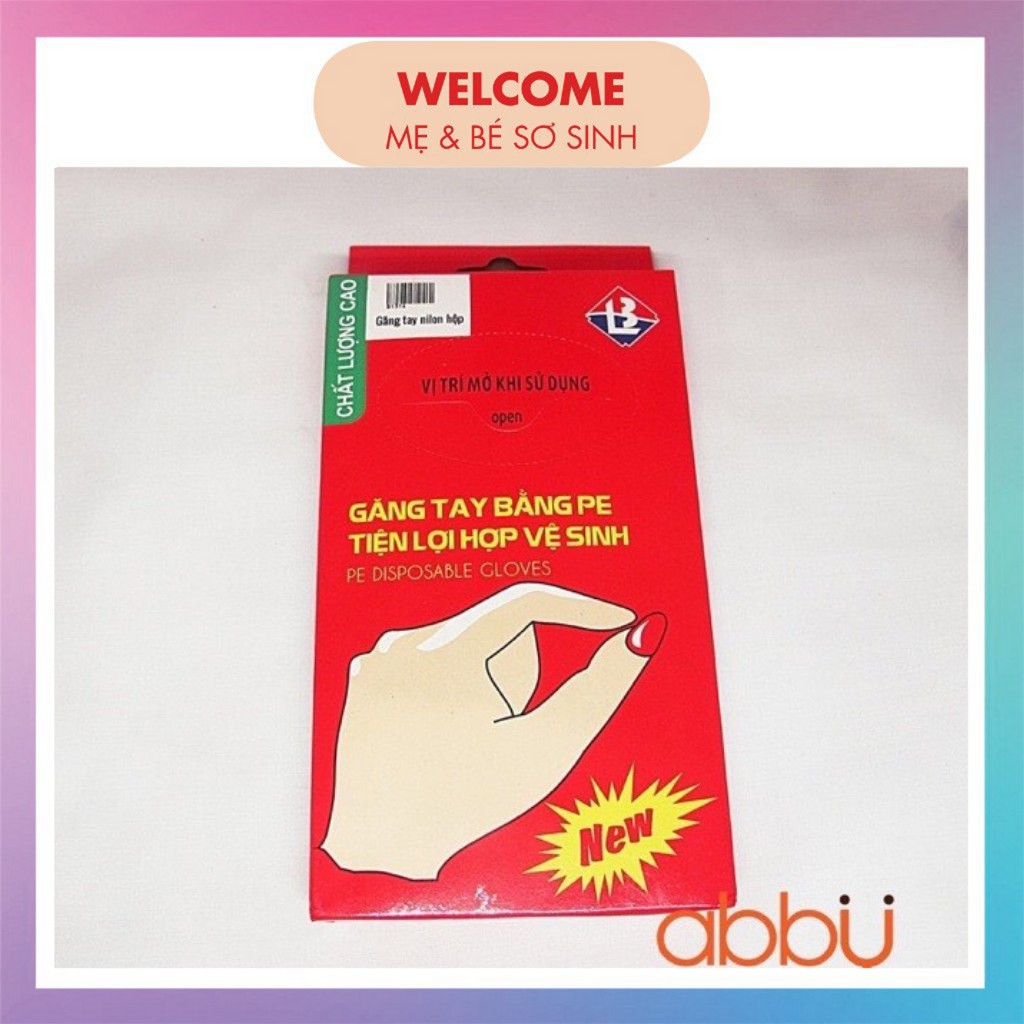 WELCOME
MẸ & BÉ SƠ SINH
CHẤT LƯỢNG CAO
Găng tay nilon hộp
VỊ TRÍ MỞ KHI SỬ DỤNG
open
GĂNG TAY BẰNG PE
TIỆN LỢI HỢP VỆ SINH
PE DISPOSABLE GLOVES
New
abbü